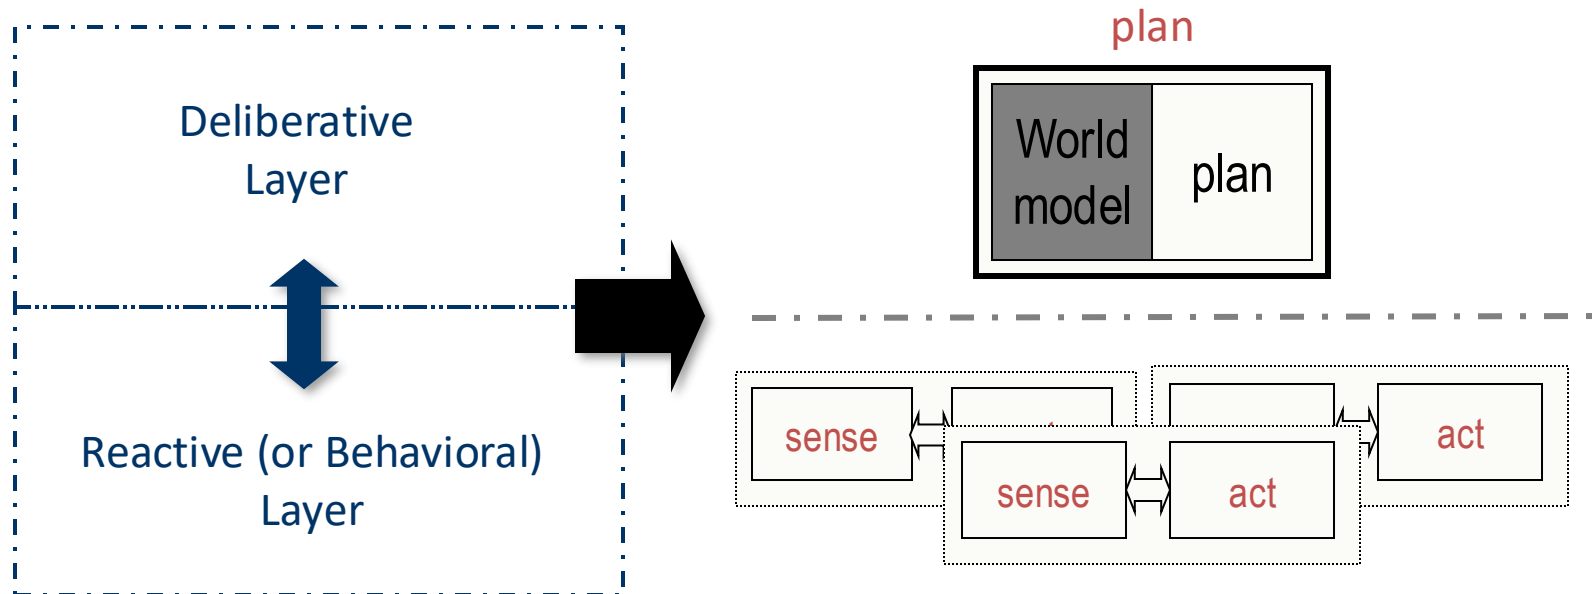 Deliberative
Layer
Reactive (or Behavioral)
Layer
plan
World
model
plan
sense
act
sense
act